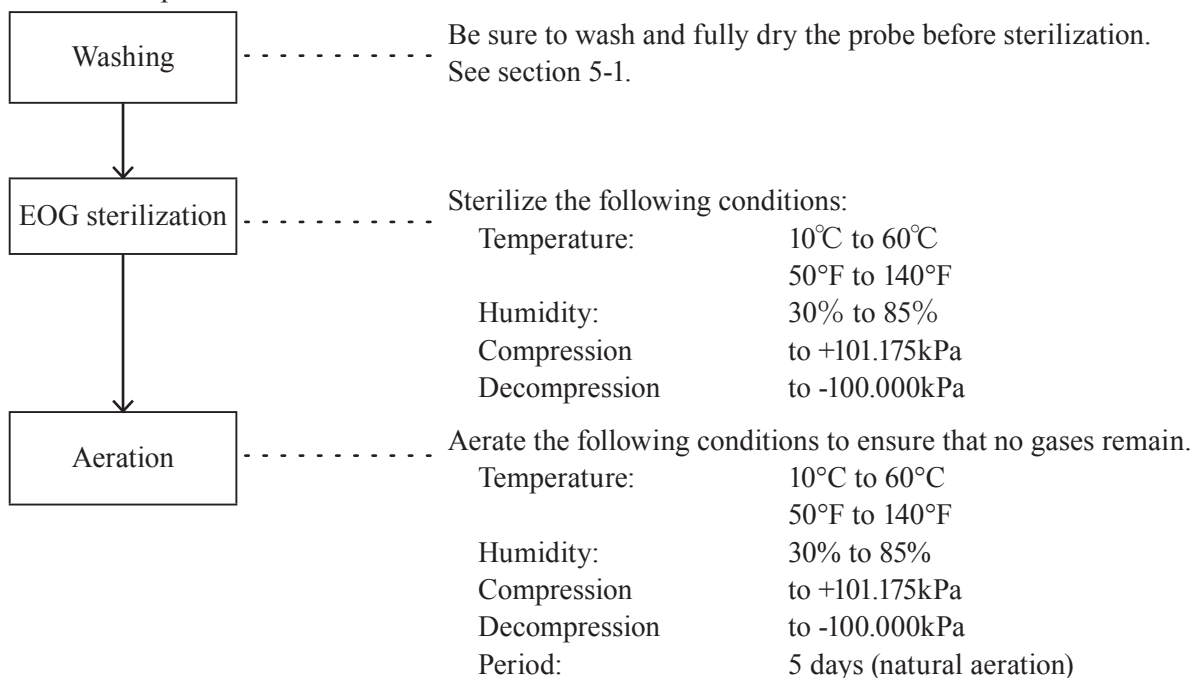 Washing
Be sure to wash and fully dry the probe before sterilization.
See section 5-1.
EOG sterilization
Sterilize the following conditions:
Temperature: 10℃ to 60℃
50°F to 140°F
Humidity: 30% to 85%
Compression to +101.175kPa
Decompression to -100.000kPa
Aeration
Aerate the following conditions to ensure that no gases remain.
Temperature: 10°C to 60°C
50°F to 140°F
Humidity: 30% to 85%
Compression to +101.175kPa
Decompression to -100.000kPa
Period: 5 days (natural aeration)